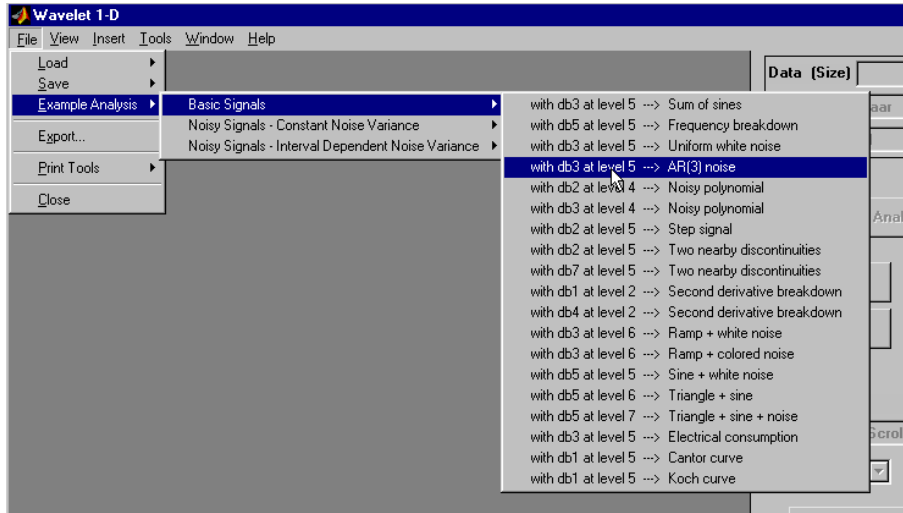 Wavelet 1-D
File View Insert Tools Window Help
Load
Save
Example Analysis
Export...
Print Tools
Close
Basic Signals
Noisy Signals - Constant Noise Variance
Noisy Signals - Interval Dependent Noise Variance
with db3 at level 5 ---> Sum of sines
with db5 at level 5 ---> Frequency breakdown
with db3 at level 5 ---> Uniform white noise
with db3 at level 5 ---> AR(3) noise
with db2 at level 4 ---> Noisy polynomial
with db3 at level 4 ---> Noisy polynomial
with db2 at level 5 ---> Step signal
with db2 at level 5 ---> Two nearby discontinuities
with db7 at level 5 ---> Two nearby discontinuities
with db1 at level 2 ---> Second derivative breakdown
with db4 at level 2 ---> Second derivative breakdown
with db3 at level 6 ---> Ramp + white noise
with db3 at level 6 ---> Ramp + colored noise
with db5 at level 5 ---> Sine + white noise
with db5 at level 6 ---> Triangle + sine
with db5 at level 7 ---> Triangle + sine + noise
with db3 at level 5 ---> Electrical consumption
with db1 at level 5 ---> Cantor curve
with db1 at level 5 ---> Koch curve
Data (Size)
aar
Anal
Scrol